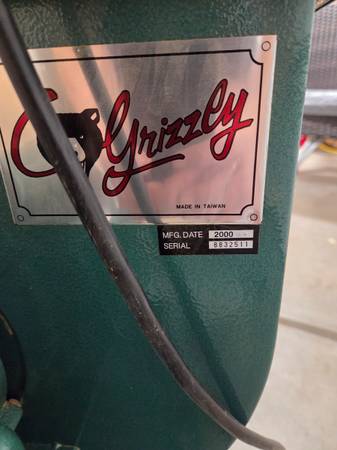 Grizzly
MADE IN TAIWAN
MFG. DATE 2000
SERIAL 8832511